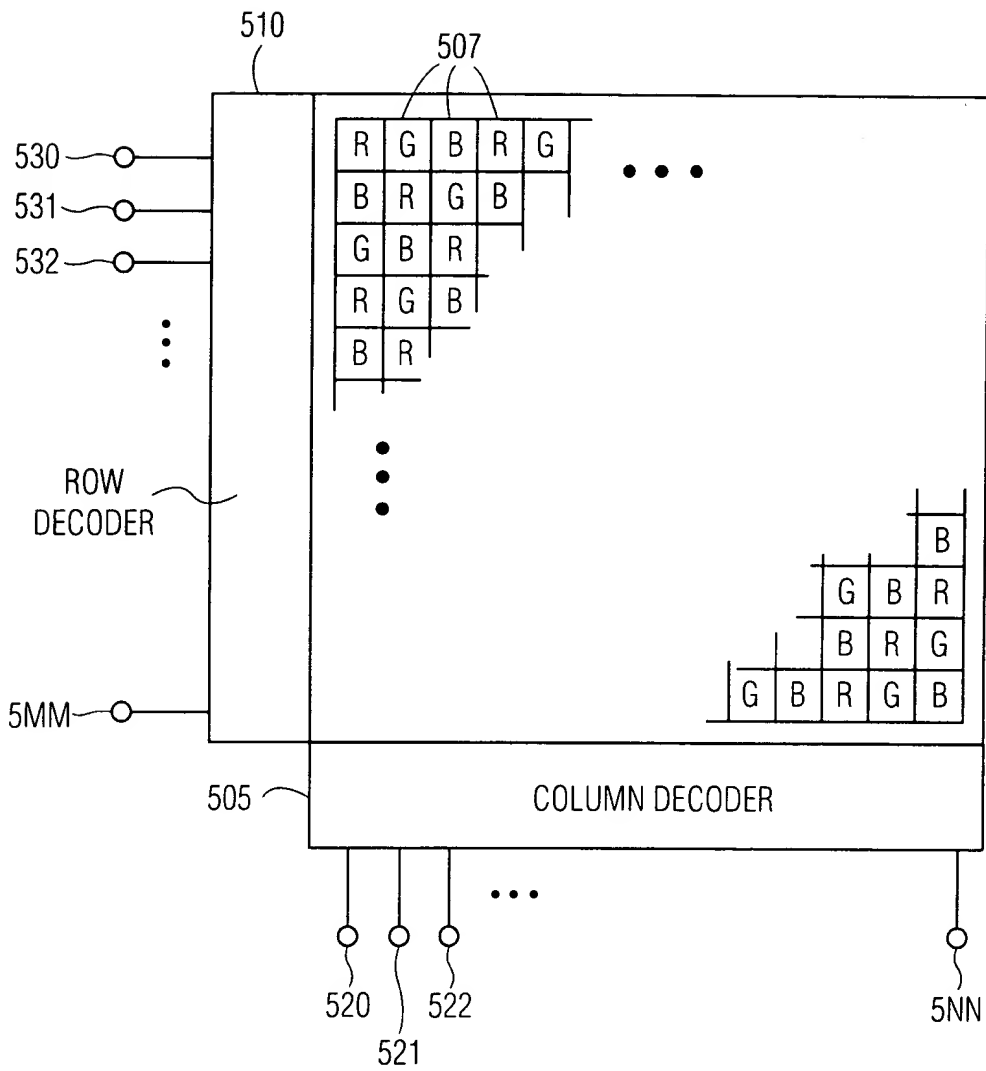 510
507
530
531
532
R G B R G
B R G B
G B R
R G B
B R
ROW
DECODER
B
G B R
B R G
G B R G B
5MM
505
COLUMN DECODER
520
521
522
5NN